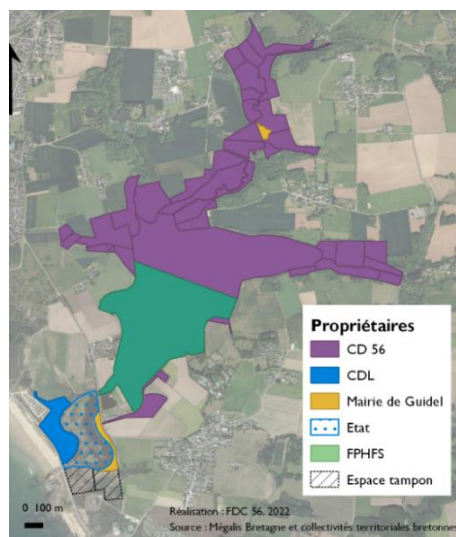 Propriétaires
CD 56
CDL
Mairie de Guidel
Etat
FPHFS
Espace tampon
0 100 m
Réalisation : FDC 56, 2022
Source : Mégalis Bretagne et collectivités territoriales bretonnes